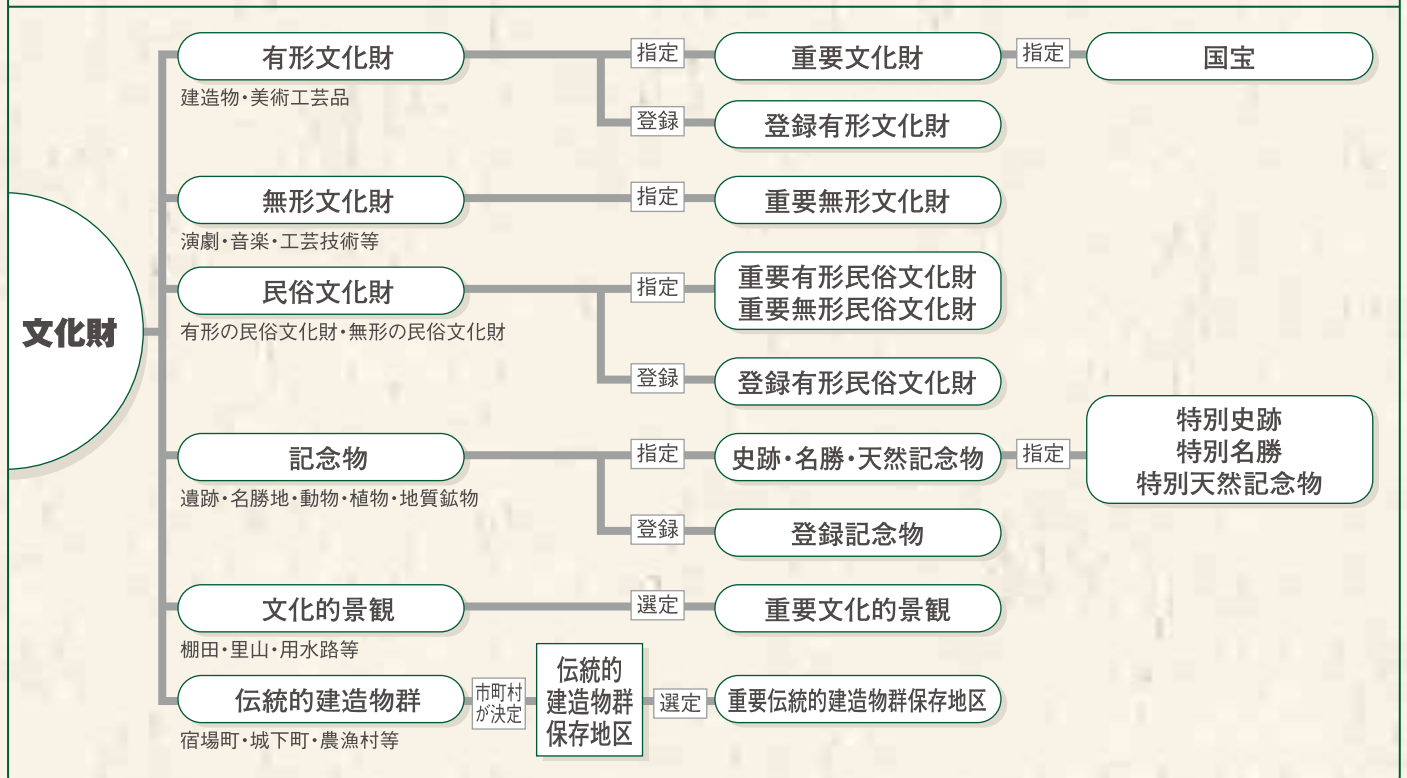 文化財
有形文化財
建造物・美術工芸品
指定
重要文化財
指定
国宝
登録
登録有形文化財
無形文化財
演劇・音楽・工芸技術等
指定
重要無形文化財
民俗文化財
有形の民俗文化財・無形の民俗文化財
指定
重要有形民俗文化財
重要無形民俗文化財
登録
登録有形民俗文化財
記念物
遺跡・名勝地・動物・植物・地質鉱物
指定
史跡・名勝・天然記念物
指定
特別史跡
特別名勝
特別天然記念物
登録
登録記念物
文化的景観
棚田・里山・用水路等
選定
重要文化的景観
伝統的建造物群
宿場町・城下町・農漁村等
市町村
が決定
伝統的
建造物群
保存地区
選定
重要伝統的建造物群保存地区